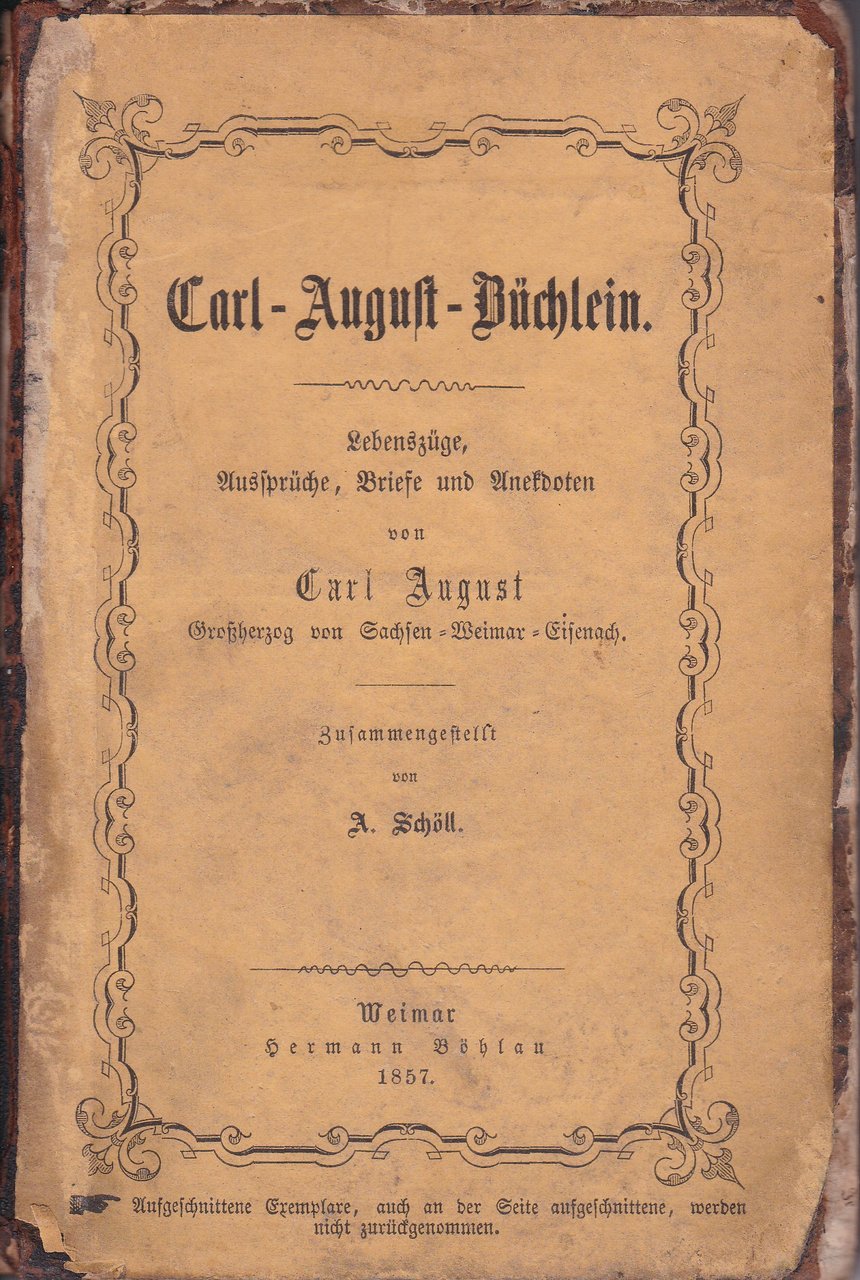 Carl-Auguſt-Büchlein.
Lebenszüge,
Ausſprüche, Briefe und Anekdoten
von
Carl August
Großherzog von Sachſen-Weimar-Eiſenach.
Zuſammengeſtellt
von
A. Schöll.
Weimar
Hermann Böhlau
1857.
Aufgeſchnittene Exemplare, auch an der Seite aufgeſchnittene, werden
nicht zurückgenommen.